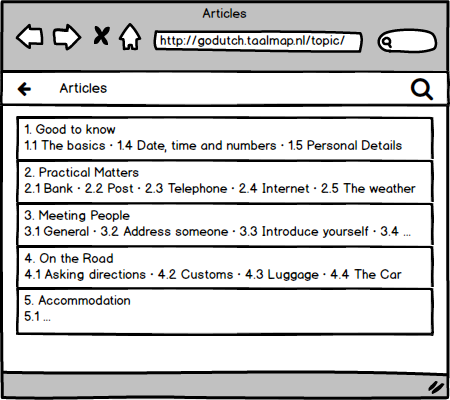 Articles
http://godutch.taalmap.nl/topic/
Articles
1. Good to know
1.1 The basics • 1.4 Date, time and numbers • 1.5 Personal Details
2. Practical Matters
2.1 Bank • 2.2 Post • 2.3 Telephone • 2.4 Internet • 2.5 The weather
3. Meeting People
3.1 General • 3.2 Address someone • 3.3 Introduce yourself • 3.4 ...
4. On the Road
4.1 Asking directions • 4.2 Customs • 4.3 Luggage • 4.4 The Car
5. Accommodation
5.1 ...